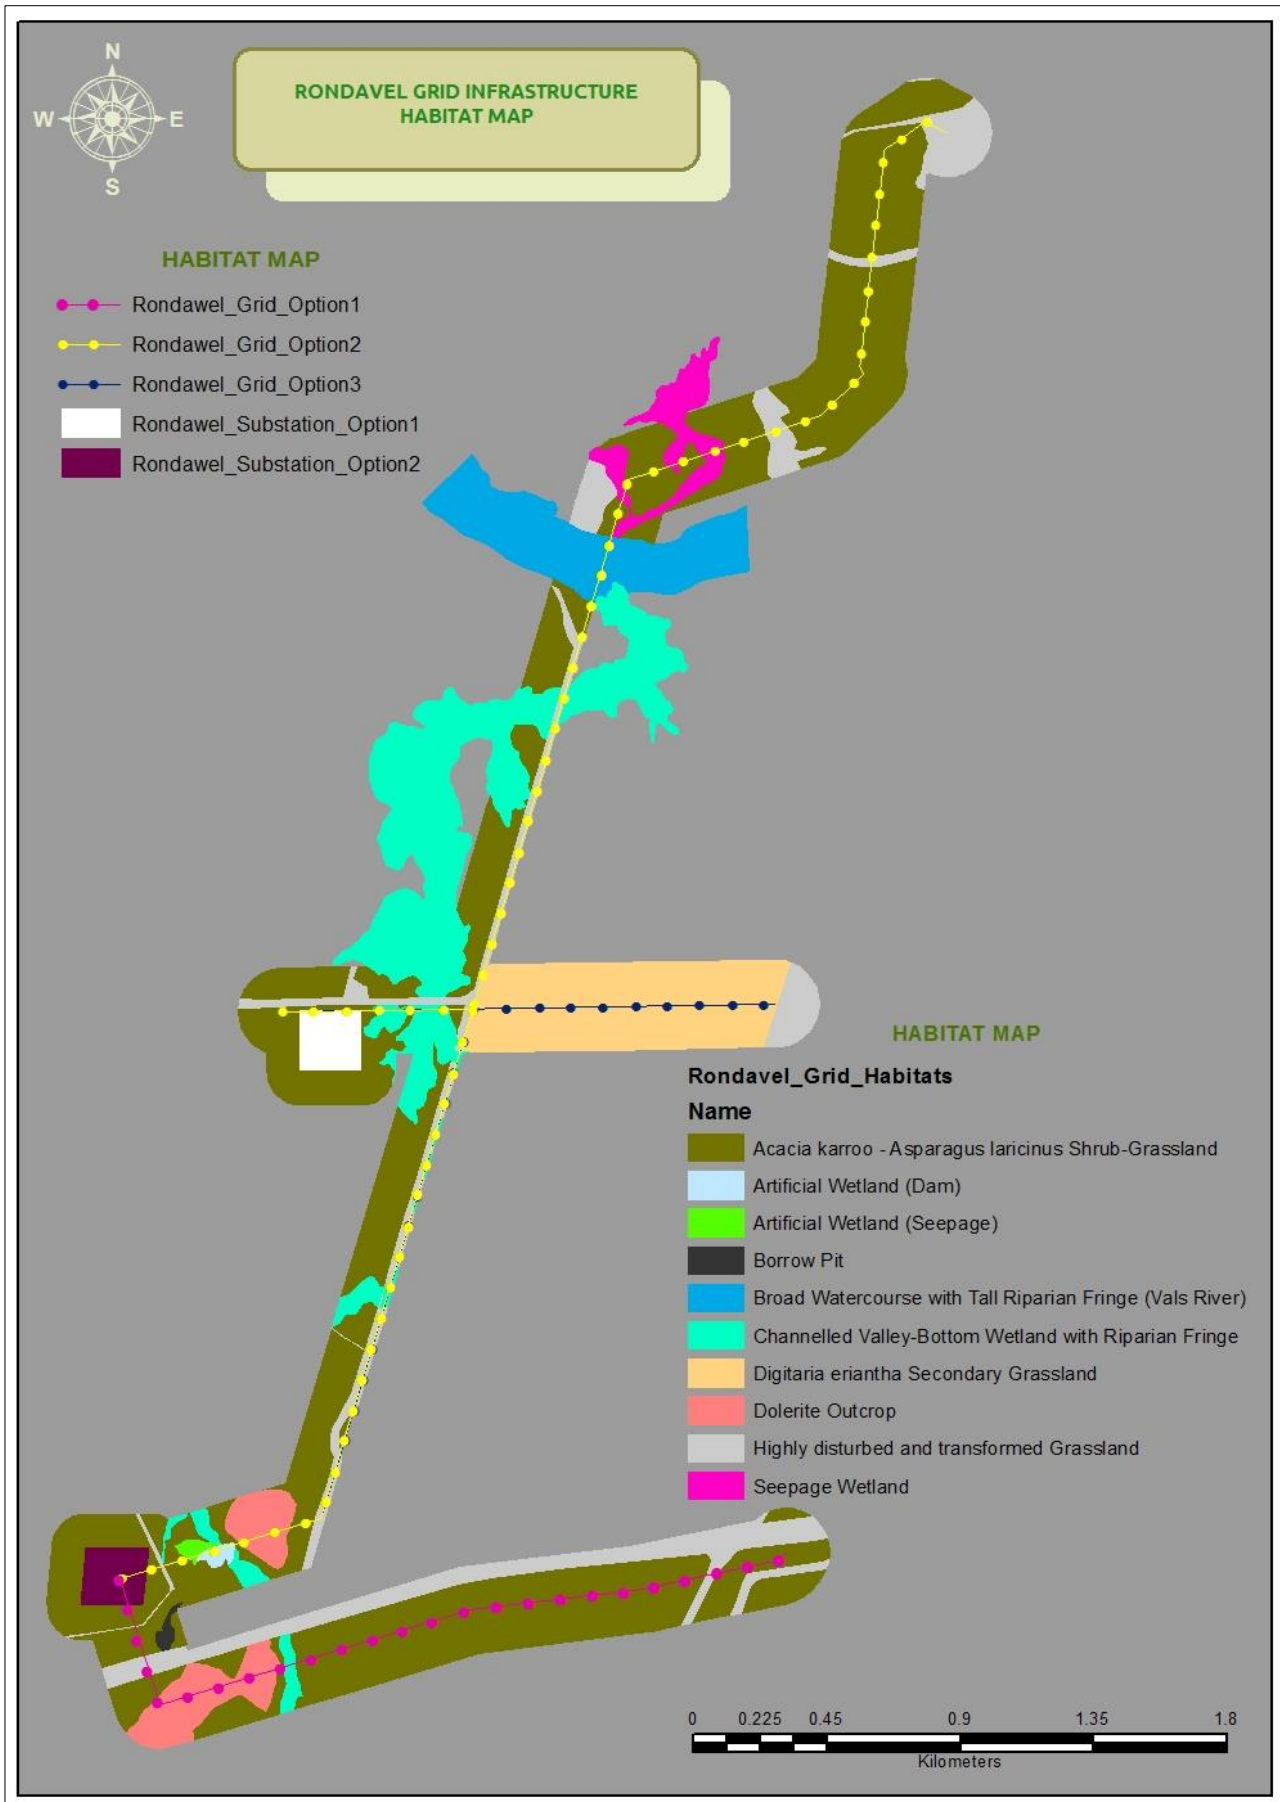 N
W
E
S
RONDAVEL GRID INFRASTRUCTURE
HABITAT MAP
HABITAT MAP
Rondawel_Grid_Option1
Rondawel_Grid_Option2
Rondawel_Grid_Option3
Rondawel_Substation_Option1
Rondawel_Substation_Option2
HABITAT MAP
Rondavel_Grid_Habitats
Name
Acacia karroo - Asparagus laricinus Shrub-Grassland
Artificial Wetland (Dam)
Artificial Wetland (Seepage)
Borrow Pit
Broad Watercourse with Tall Riparian Fringe (Vals River)
Channelled Valley-Bottom Wetland with Riparian Fringe
Digitaria eriantha Secondary Grassland
Dolerite Outcrop
Highly disturbed and transformed Grassland
Seepage Wetland
0 0.225 0.45 0.9 1.35 1.8
Kilometers